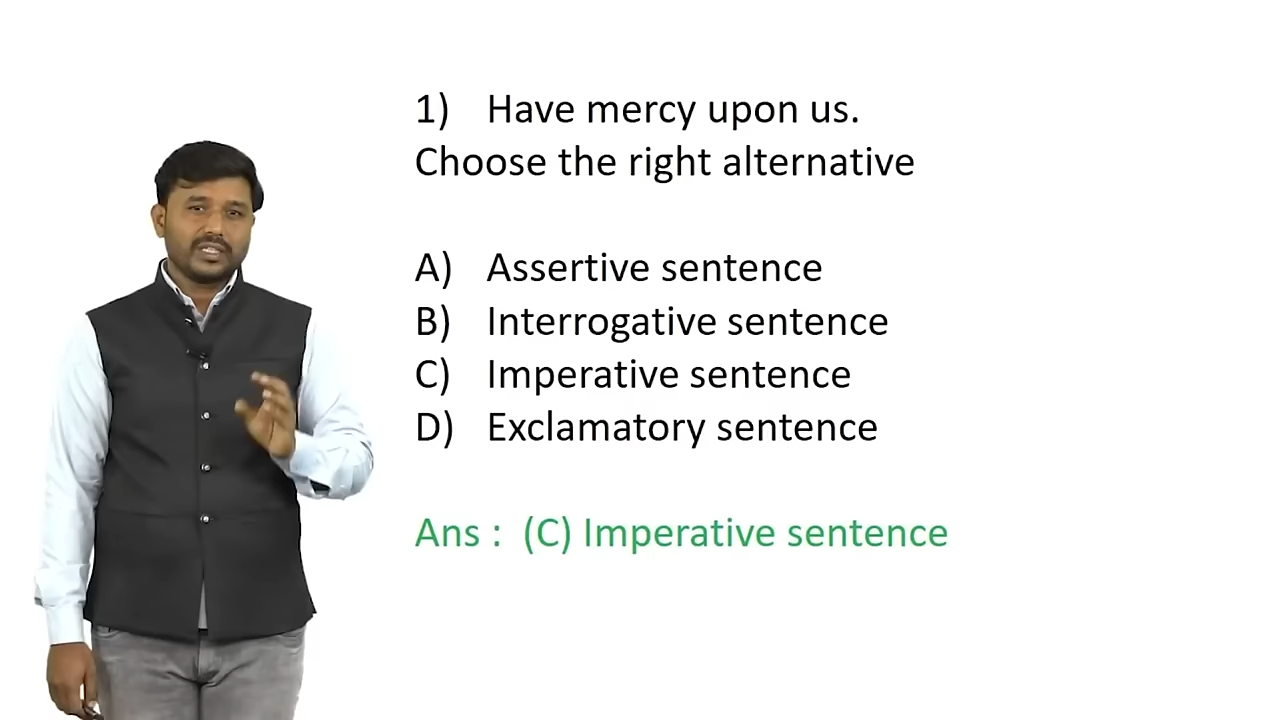 1) Have mercy upon us.
Choose the right alternative
A) Assertive sentence
B) Interrogative sentence
C) Imperative sentence
D) Exclamatory sentence
Ans : (C) Imperative sentence